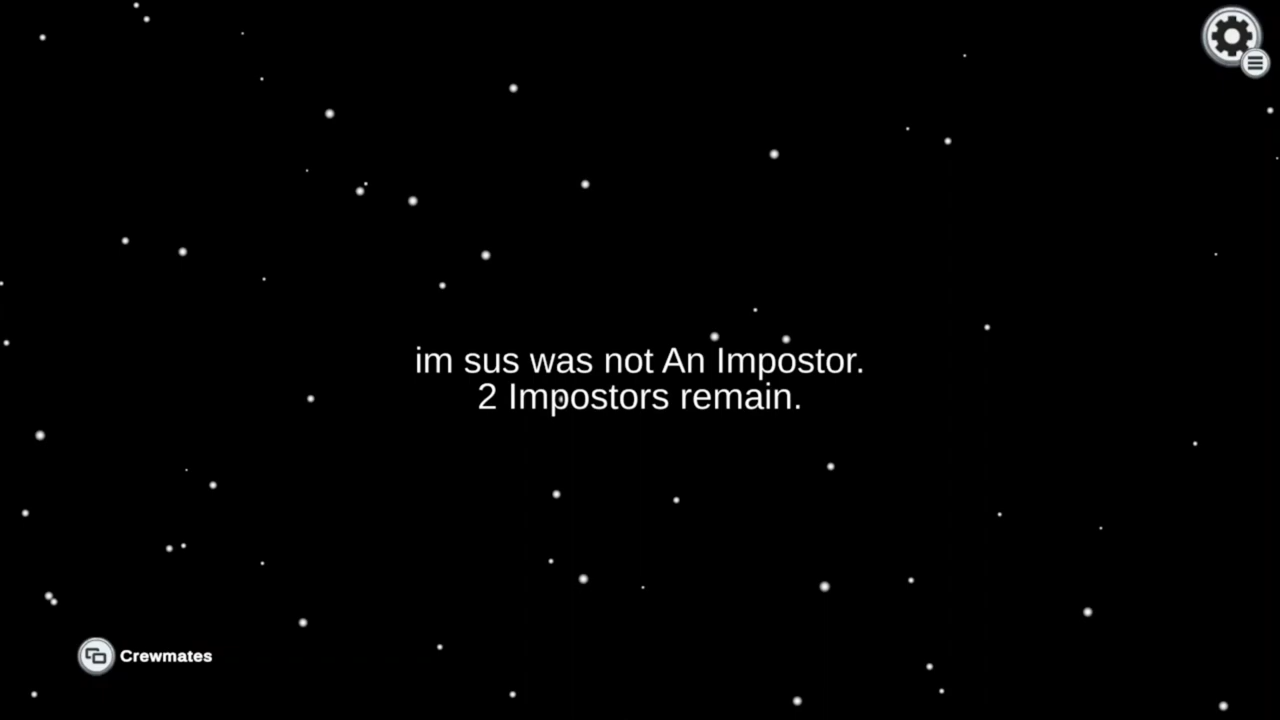 im sus was not An Impostor.
2 Impostors remain.
Crewmates